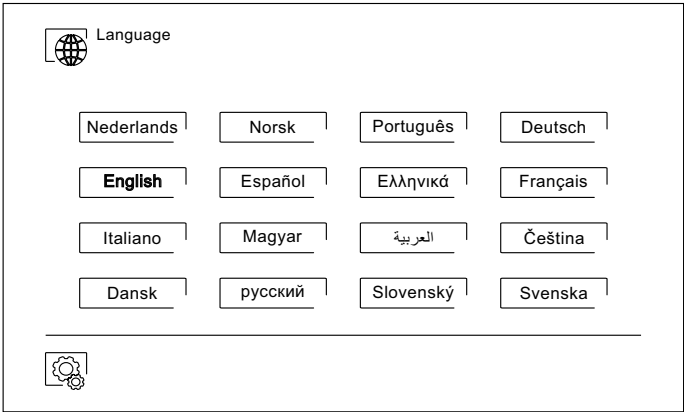 Language
Nederlands Norsk Português Deutsch
English Español Ελληνικά Français
Italiano Magyar العربية Čeština
Dansk русский Slovenský Svenska